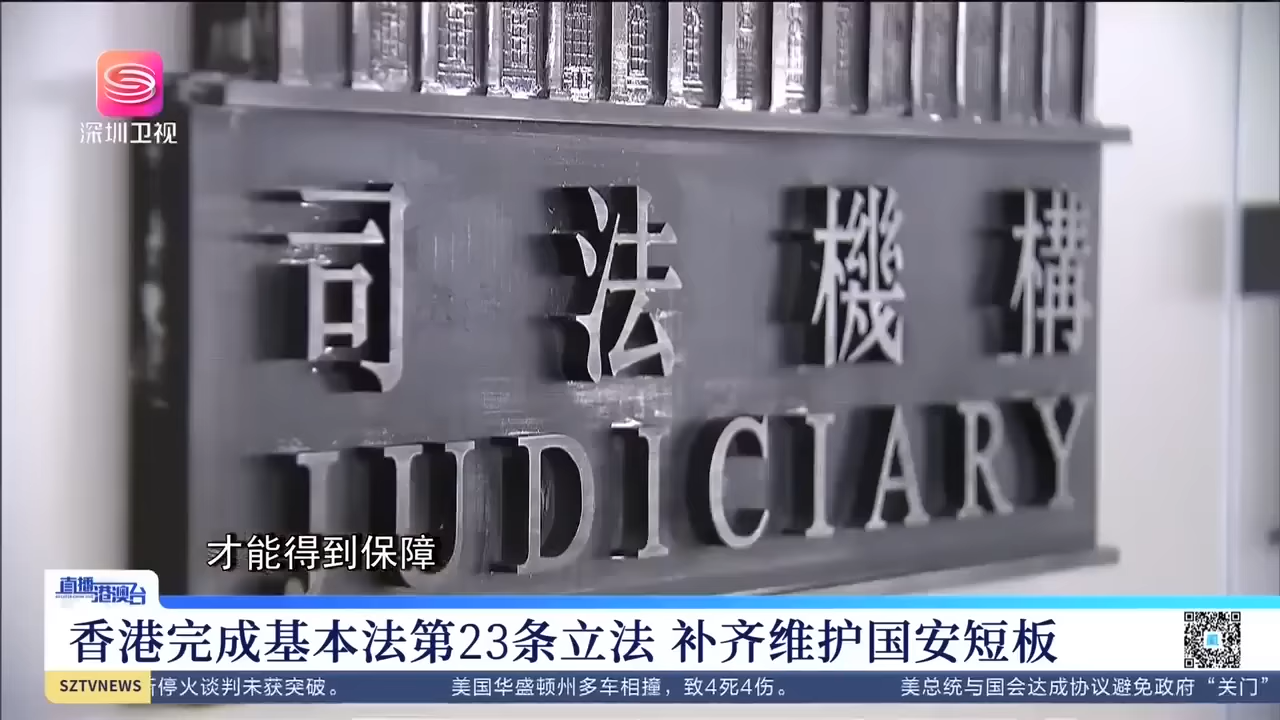 深圳卫视
司法機構
JUDICIARY
才能得到保障
直播港澳台
香港完成基本法第23条立法 补齐维护国安短板
SZTVNEWS
停火谈判未获突破。 美国华盛顿州多车相撞，致4死4伤。 美总统与国会达成协议避免政府“关门”